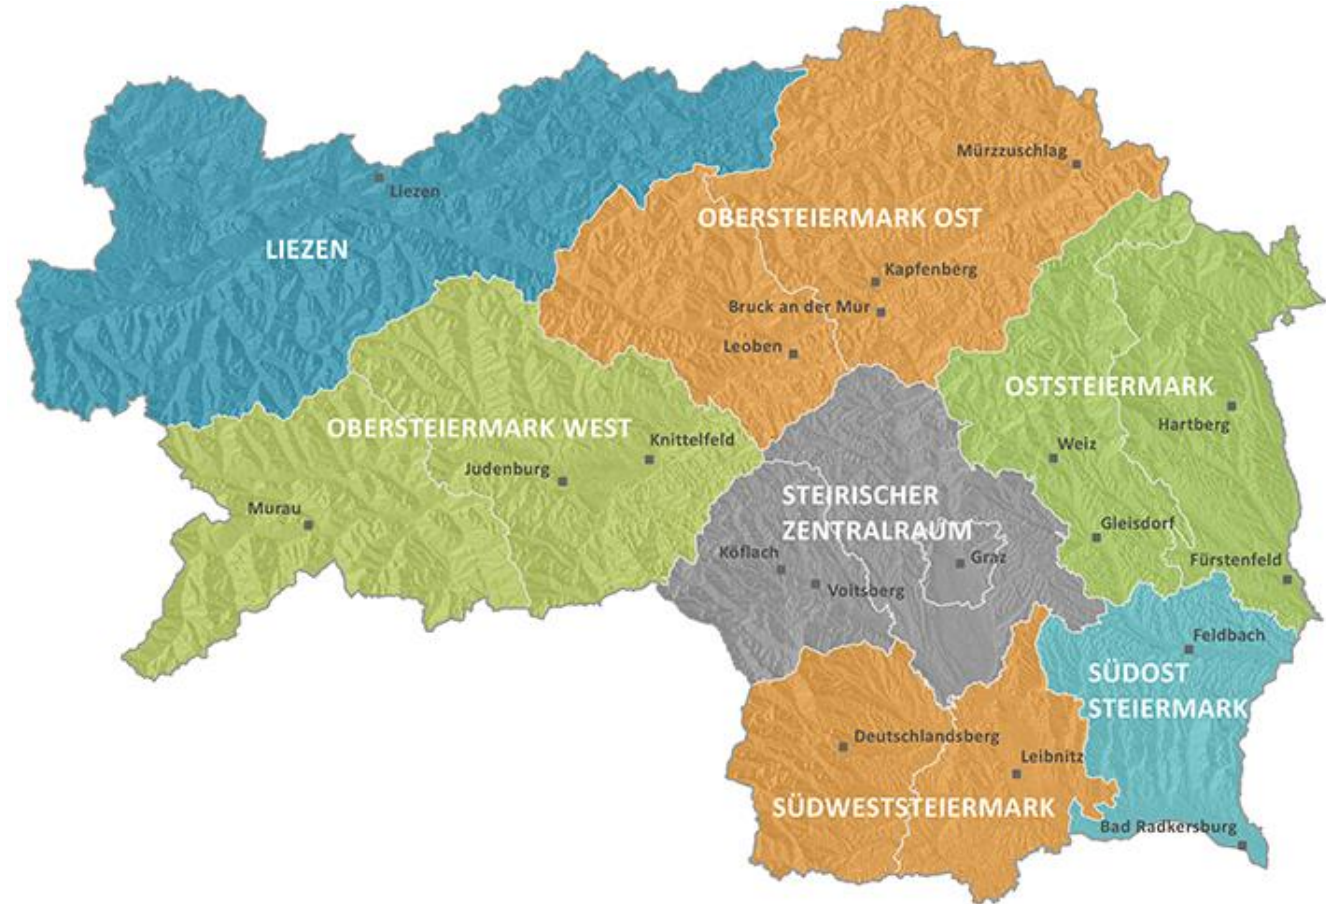 Mürzzuschlag
Liezen
OBERSTEIERMARK OST
LIEZEN
Kapfenberg
Bruck an der Mur
Leoben
OSTSTEIERMARK
Hartberg
OBERSTEIERMARK WEST
Knittelfeld
Weiz
Judenburg
STEIRISCHER
ZENTRALRAUM
Murau
Gleisdorf
Köflach
Graz
Fürstenfeld
Voitsberg
Feldbach
SÜDOST
STEIERMARK
Deutschlandsberg
Leibnitz
SÜDWESTSTEIERMARK
Bad Radkersburg